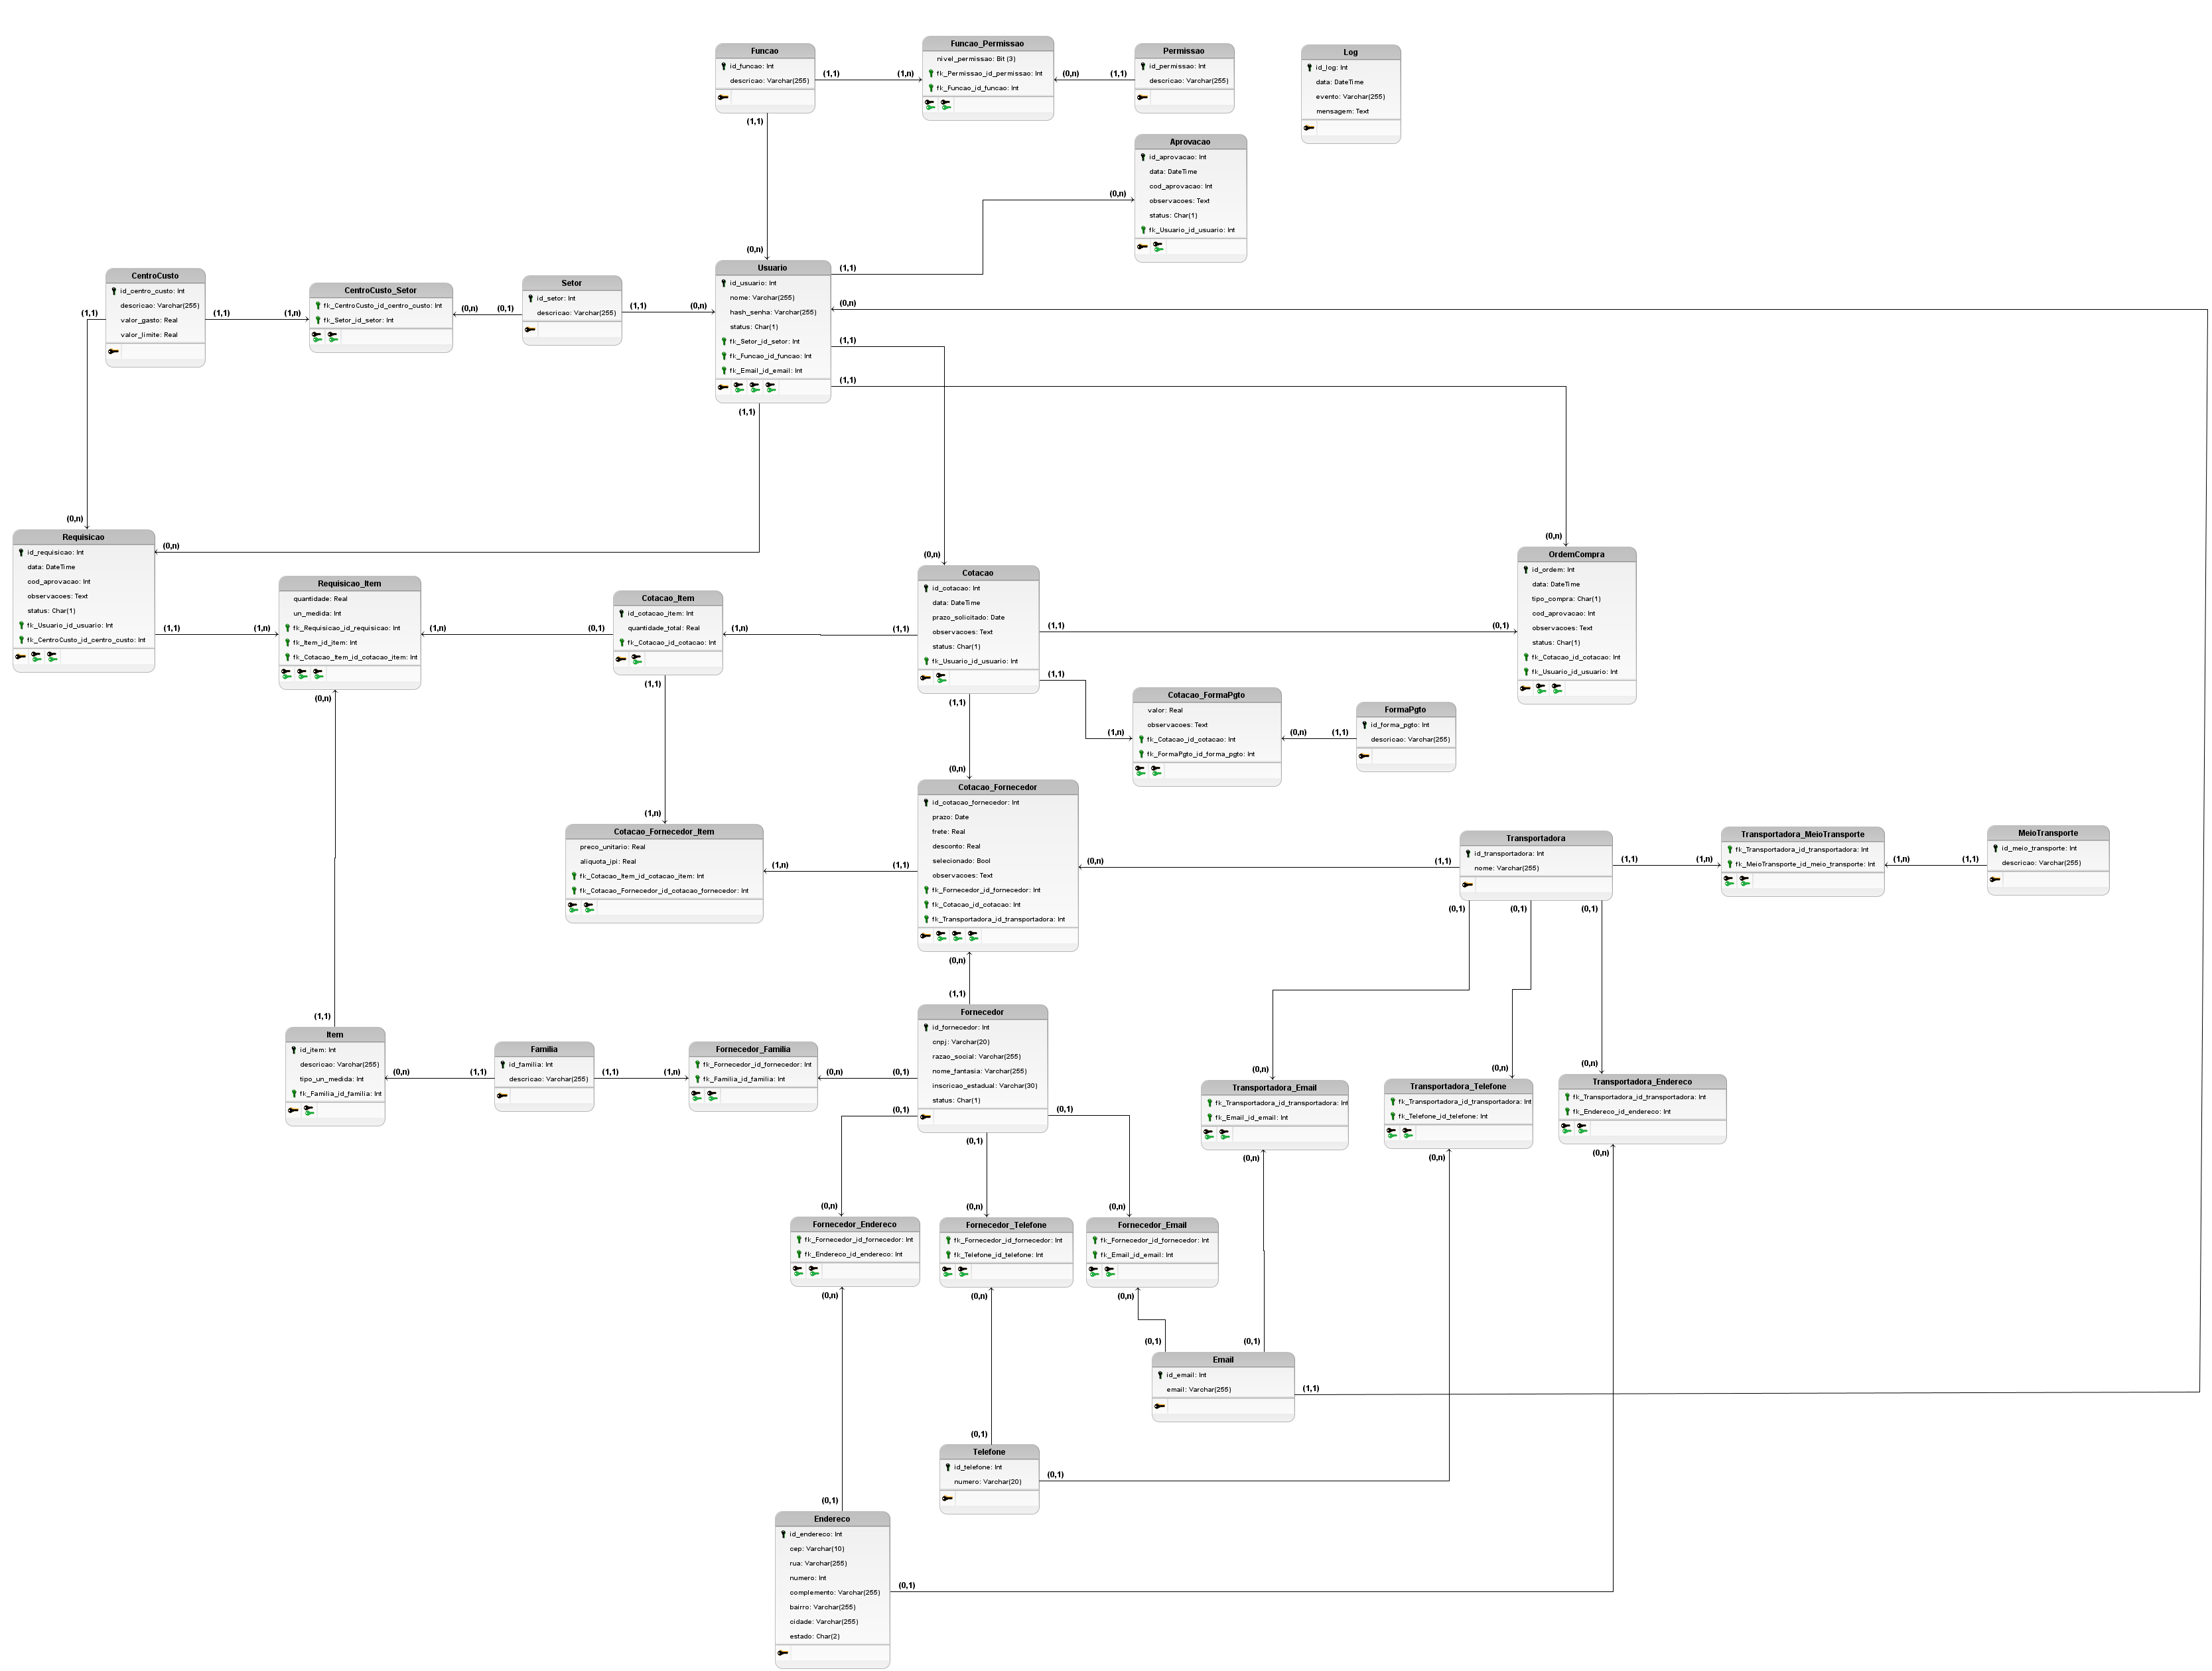 Funcao
id_funcao: Int
descricao: Varchar(255)
(1,1)
(1,n)
(1,1)
(0,n)
Funcao_Permissao
nivel_permissao: Bit (3)
fk_Permissao_id_permissao: Int
fk_Funcao_id_funcao: Int
(0,n)
(1,1)
Permissao
id_permissao: Int
descricao: Varchar(255)
Log
id_log: Int
data: DateTime
evento: Varchar(255)
mensagem: Text
Aprovacao
id_aprovacao: Int
data: DateTime
cod_aprovacao: Int
observacoes: Text
status: Char(1)
fk_Usuario_id_usuario: Int
(0,n)
CentroCusto
id_centro_custo: Int
descricao: Varchar(255)
valor_gasto: Real
valor_limite: Real
(1,1)
(1,1)
(1,n)
CentroCusto_Setor
fk_CentroCusto_id_centro_custo: Int
fk_Setor_id_setor: Int
(0,n)
(0,1)
Setor
id_setor: Int
descricao: Varchar(255)
(1,1)
(0,n)
Usuario
id_usuario: Int
nome: Varchar(255)
hash_senha: Varchar(255)
status: Char(1)
fk_Setor_id_setor: Int
fk_Funcao_id_funcao: Int
fk_Email_id_email: Int
(1,1)
(0,n)
(1,1)
(1,1)
(1,1)
(0,n)
(0,n)
(0,n)
(0,n)
Requisicao
id_requisicao: Int
data: DateTime
cod_aprovacao: Int
observacoes: Text
status: Char(1)
fk_Usuario_id_usuario: Int
fk_CentroCusto_id_centro_custo: Int
(1,1)
(1,n)
Requisicao_Item
quantidade: Real
un_medida: Int
fk_Requisicao_id_requisicao: Int
fk_Item_id_item: Int
fk_Cotacao_Item_id_cotacao_item: Int
(1,n)
(0,1)
(0,n)
Cotacao_Item
id_cotacao_item: Int
quantidade_total: Real
fk_Cotacao_id_cotacao: Int
(1,n)
(1,1)
(1,1)
(1,n)
Cotacao
id_cotacao: Int
data: DateTime
prazo_solicitado: Date
observacoes: Text
status: Char(1)
fk_Usuario_id_usuario: Int
(1,1)
(0,1)
(1,1)
(1,n)
(1,1)
(0,n)
OrdemCompra
id_ordem: Int
data: DateTime
tipo_compra: Char(1)
cod_aprovacao: Int
observacoes: Text
status: Char(1)
fk_Cotacao_id_cotacao: Int
fk_Usuario_id_usuario: Int
Cotacao_FormaPgto
valor: Real
observacoes: Text
fk_Cotacao_id_cotacao: Int
fk_FormaPgto_id_forma_pgto: Int
(0,n)
(1,1)
FormaPgto
id_forma_pgto: Int
descricao: Varchar(255)
Cotacao_Fornecedor_Item
preco_unitario: Real
aliquota_ipi: Real
fk_Cotacao_Item_id_cotacao_item: Int
fk_Cotacao_Fornecedor_id_cotacao_fornecedor: Int
(1,n)
(1,1)
Cotacao_Fornecedor
id_cotacao_fornecedor: Int
prazo: Date
frete: Real
desconto: Real
selecionado: Bool
observacoes: Text
fk_Fornecedor_id_fornecedor: Int
fk_Cotacao_id_cotacao: Int
fk_Transportadora_id_transportadora: Int
(0,n)
(1,1)
(0,n)
(1,1)
Transportadora
id_transportadora: Int
nome: Varchar(255)
(1,1)
(1,n)
(0,1)
(0,1)
(0,1)
Transportadora_MeioTransporte
fk_Transportadora_id_transportadora: Int
fk_MeioTransporte_id_meio_transporte: Int
(1,n)
(1,1)
MeioTransporte
id_meio_transporte: Int
descricao: Varchar(255)
(1,1)
Item
id_item: Int
descricao: Varchar(255)
tipo_un_medida: Int
fk_Familia_id_familia: Int
(0,n)
(1,1)
Familia
id_familia: Int
descricao: Varchar(255)
(1,1)
(1,n)
Fornecedor_Familia
fk_Fornecedor_id_fornecedor: Int
fk_Familia_id_familia: Int
(0,n)
(0,1)
Fornecedor
id_fornecedor: Int
cnpj: Varchar(20)
razao_social: Varchar(255)
nome_fantasia: Varchar(255)
inscricao_estadual: Varchar(30)
status: Char(1)
(0,1)
(0,1)
(0,1)
(0,n)
(0,n)
(0,n)
(0,n)
(0,n)
(0,n)
Transportadora_Email
fk_Transportadora_id_transportadora: Int
fk_Email_id_email: Int
(0,n)
Transportadora_Telefone
fk_Transportadora_id_transportadora: Int
fk_Telefone_id_telefone: Int
(0,n)
Transportadora_Endereco
fk_Transportadora_id_transportadora: Int
fk_Endereco_id_endereco: Int
(0,n)
Fornecedor_Endereco
fk_Fornecedor_id_fornecedor: Int
fk_Endereco_id_endereco: Int
(0,n)
Fornecedor_Telefone
fk_Fornecedor_id_fornecedor: Int
fk_Telefone_id_telefone: Int
(0,n)
Fornecedor_Email
fk_Fornecedor_id_fornecedor: Int
fk_Email_id_email: Int
(0,n)
(0,1)
(0,1)
Email
id_email: Int
email: Varchar(255)
(1,1)
(0,1)
Telefone
id_telefone: Int
numero: Varchar(20)
(0,1)
(0,1)
Endereco
id_endereco: Int
cep: Varchar(10)
rua: Varchar(255)
numero: Int
complemento: Varchar(255)
bairro: Varchar(255)
cidade: Varchar(255)
estado: Char(2)
(0,1)